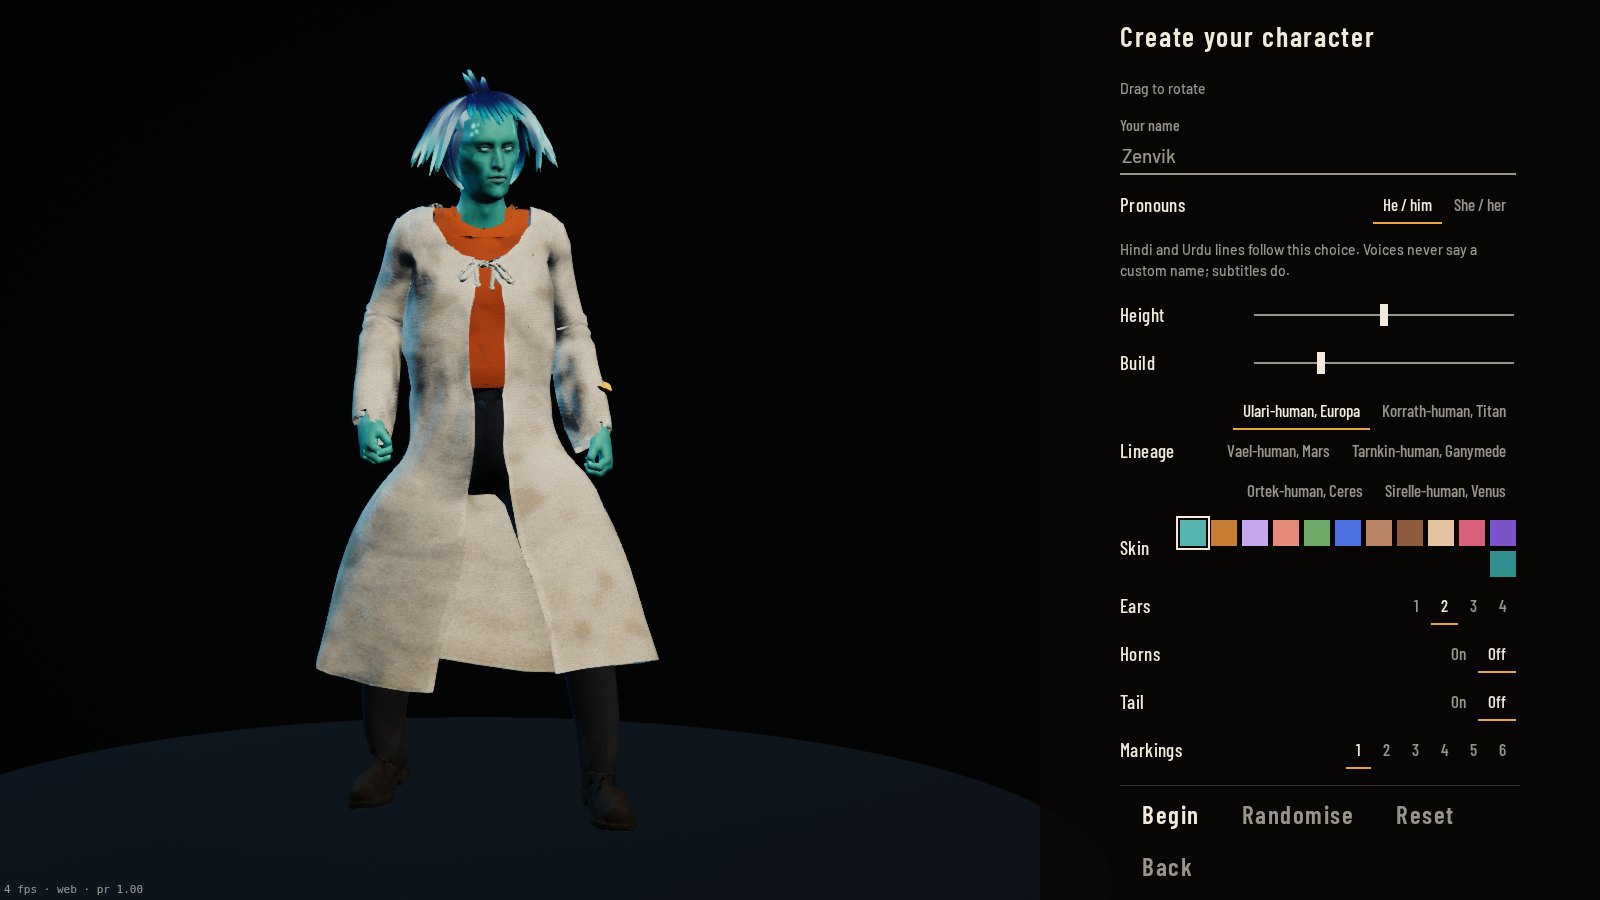 Create your character
Drag to rotate
Your name
Zenvik
Pronouns He / him She / her
Hindi and Urdu lines follow this choice. Voices never say a
custom name; subtitles do.
Height
Build
Ulari-human, Europa Korrath-human, Titan
Lineage Vael-human, Mars Tarnkin-human, Ganymede
Ortek-human, Ceres Sirelle-human, Venus
Skin
Ears 1 2 3 4
Horns On Off
Tail On Off
Markings 1 2 3 4 5 6
Begin Randomise Reset
Back
4 fps · web · pr 1.00